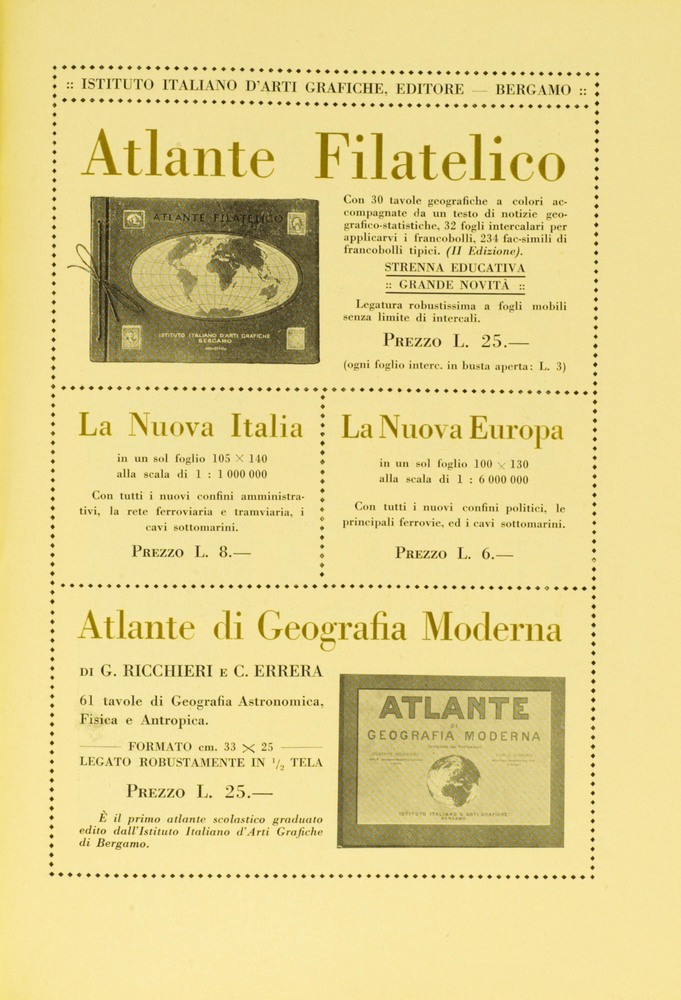 :: ISTITUTO ITALIANO D'ARTI GRAFICHE, EDITORE — BERGAMO ::
Atlante Filatelico
ATLANTE FILATELICO
ISTITUTO ITALIANO D'ARTI GRAFICHE
BERGAMO
Con 30 tavole geografiche a colori ac-
compagnate da un testo di notizie geo-
grafico-statistiche, 32 fogli intercalari per
applicarvi i francobolli, 234 fac-simili di
francobolli tipici. (II Edizione).
STRENNA EDUCATIVA
:: GRANDE NOVITÀ ::
Legatura robustissima a fogli mobili
senza limite di intercali.
PREZZO L. 25.—
(ogni foglio interc. in busta aperta: L. 3)
La Nuova Italia
in un sol foglio 105 × 140
alla scala di 1 : 1 000 000
Con tutti i nuovi confini amministra-
tivi, la rete ferroviaria e tramviaria, i
cavi sottomarini.
PREZZO L. 8.—
La Nuova Europa
in un sol foglio 100 × 130
alla scala di 1 : 6 000 000
Con tutti i nuovi confini politici, le
principali ferrovie, ed i cavi sottomarini.
PREZZO L. 6.—
Atlante di Geografia Moderna
DI G. RICCHIERI E C. ERRERA
61 tavole di Geografia Astronomica,
Fisica e Antropica.
FORMATO cm. 33 × 25
LEGATO ROBUSTAMENTE IN ½ TELA
PREZZO L. 25.—
È il primo atlante scolastico graduato
edito dall'Istituto Italiano d'Arti Grafiche
di Bergamo.
ATLANTE
DI
GEOGRAFIA MODERNA
ISTITUTO ITALIANO D'ARTI GRAFICHE
BERGAMO